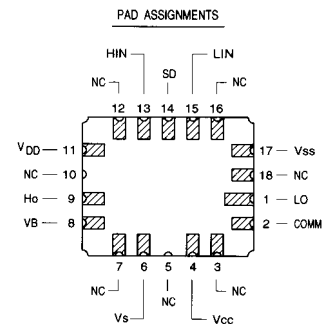 PAD ASSIGNMENTS
HIN LIN
NC SD NC
12 13 14 15 16
VDD 11 17 Vss
NC 10 18 NC
Ho 9 1 LO
VB 8 2 COMM
7 6 5 4 3
NC NC NC
Vs Vcc